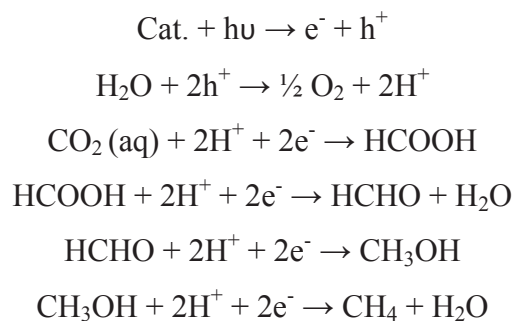 Cat. + hυ → e⁻ + h⁺
H₂O + 2h⁺ → ½ O₂ + 2H⁺
CO₂ (aq) + 2H⁺ + 2e⁻ → HCOOH
HCOOH + 2H⁺ + 2e⁻ → HCHO + H₂O
HCHO + 2H⁺ + 2e⁻ → CH₃OH
CH₃OH + 2H⁺ + 2e⁻ → CH₄ + H₂O